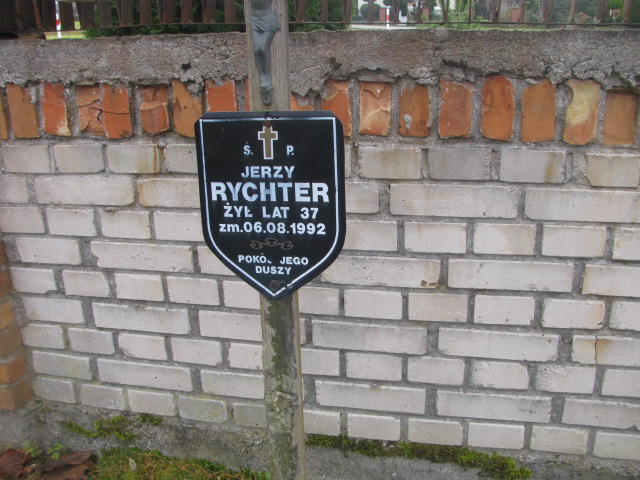 Ś. P.
JERZY
RYCHTER
ŻYŁ LAT 37
zm.06.08.1992
POKÓJ JEGO
DUSZY